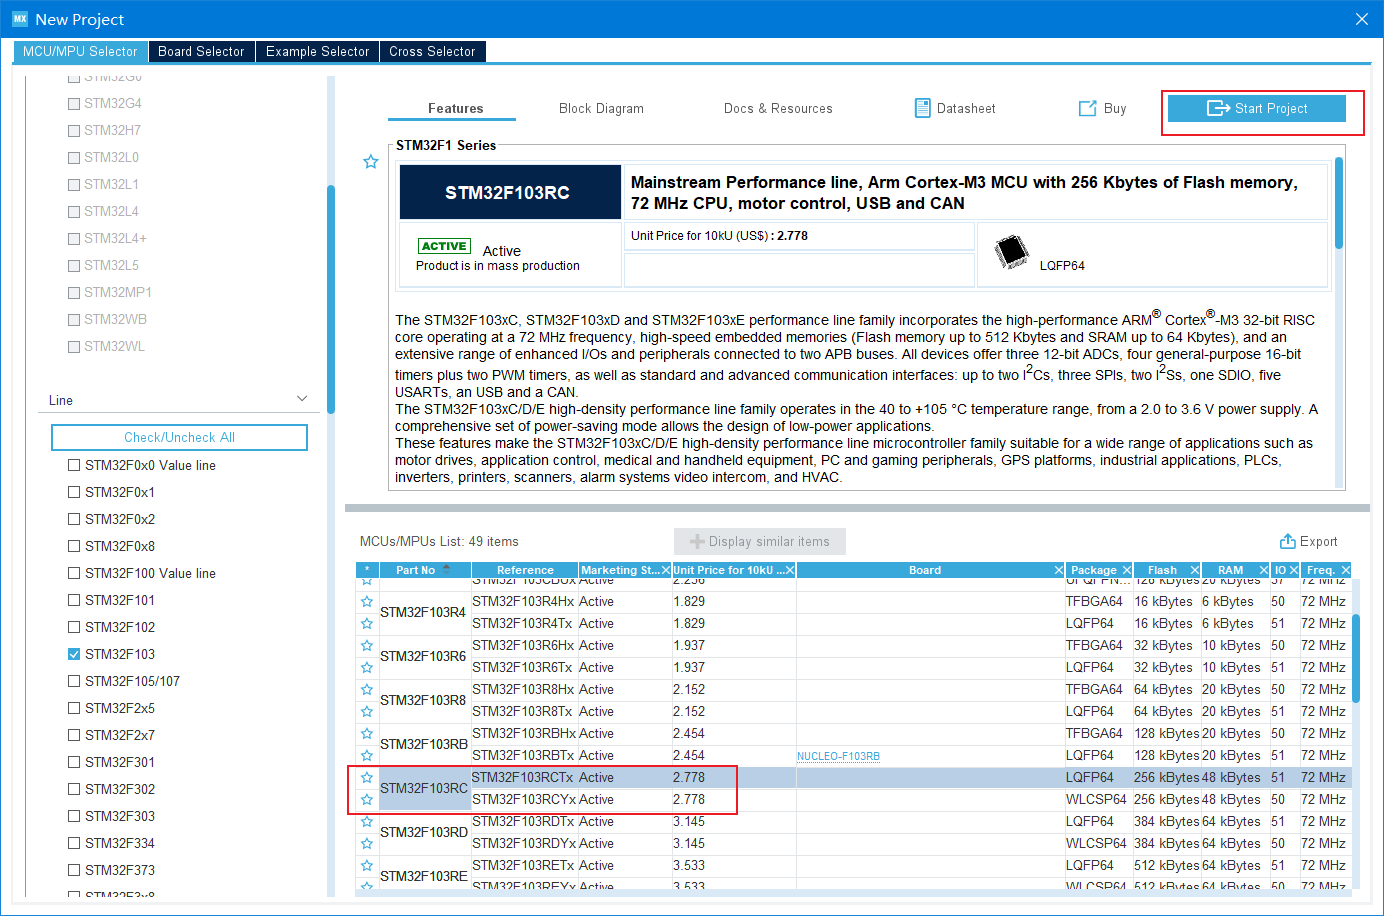 MX New Project
MCU/MPU Selector Board Selector Example Selector Cross Selector
STM32G0
STM32G4
STM32H7
STM32L0
STM32L1
STM32L4
STM32L4+
STM32L5
STM32MP1
STM32WB
STM32WL
Line
Check/Uncheck All
STM32F0x0 Value line
STM32F0x1
STM32F0x2
STM32F0x8
STM32F100 Value line
STM32F101
STM32F102
STM32F103
STM32F105/107
STM32F2x5
STM32F2x7
STM32F301
STM32F302
STM32F303
STM32F334
STM32F373
STM32F3x8
Features Block Diagram Docs & Resources Datasheet Buy Start Project
STM32F1 Series
STM32F103RC
Mainstream Performance line, Arm Cortex-M3 MCU with 256 Kbytes of Flash memory,
72 MHz CPU, motor control, USB and CAN
ACTIVE Active
Product is in mass production
Unit Price for 10kU (US$) : 2.778
LQFP64
The STM32F103xC, STM32F103xD and STM32F103xE performance line family incorporates the high-performance ARM® Cortex®-M3 32-bit RISC
core operating at a 72 MHz frequency, high-speed embedded memories (Flash memory up to 512 Kbytes and SRAM up to 64 Kbytes), and an
extensive range of enhanced I/Os and peripherals connected to two APB buses. All devices offer three 12-bit ADCs, four general-purpose 16-bit
timers plus two PWM timers, as well as standard and advanced communication interfaces: up to two I²Cs, three SPIs, two I²Ss, one SDIO, five
USARTs, an USB and a CAN.
The STM32F103xC/D/E high-density performance line family operates in the 40 to +105 °C temperature range, from a 2.0 to 3.6 V power supply. A
comprehensive set of power-saving mode allows the design of low-power applications.
These features make the STM32F103xC/D/E high-density performance line microcontroller family suitable for a wide range of applications such as
motor drives, application control, medical and handheld equipment, PC and gaming peripherals, GPS platforms, industrial applications, PLCs,
inverters, printers, scanners, alarm systems video intercom, and HVAC.
MCUs/MPUs List: 49 items Display similar items Export
* Part No Reference Marketing St... Unit Price for 10kU ... Board Package Flash RAM IO Freq.
STM32F103CBUx Active 2.236 UFQFPN... 128 kBytes 20 kBytes 37 72 MHz
STM32F103R4 STM32F103R4Hx Active 1.829 TFBGA64 16 kBytes 6 kBytes 50 72 MHz
STM32F103R4Tx Active 1.829 LQFP64 16 kBytes 6 kBytes 51 72 MHz
STM32F103R6 STM32F103R6Hx Active 1.937 TFBGA64 32 kBytes 10 kBytes 50 72 MHz
STM32F103R6Tx Active 1.937 LQFP64 32 kBytes 10 kBytes 51 72 MHz
STM32F103R8 STM32F103R8Hx Active 2.152 TFBGA64 64 kBytes 20 kBytes 50 72 MHz
STM32F103R8Tx Active 2.152 LQFP64 64 kBytes 20 kBytes 51 72 MHz
STM32F103RB STM32F103RBHx Active 2.454 TFBGA64 128 kBytes 20 kBytes 50 72 MHz
STM32F103RBTx Active 2.454 NUCLEO-F103RB LQFP64 128 kBytes 20 kBytes 51 72 MHz
STM32F103RC STM32F103RCTx Active 2.778 LQFP64 256 kBytes 48 kBytes 51 72 MHz
STM32F103RCYx Active 2.778 WLCSP64 256 kBytes 48 kBytes 50 72 MHz
STM32F103RD STM32F103RDTx Active 3.145 LQFP64 384 kBytes 64 kBytes 51 72 MHz
STM32F103RDYx Active 3.145 WLCSP64 384 kBytes 64 kBytes 50 72 MHz
STM32F103RE STM32F103RETx Active 3.533 LQFP64 512 kBytes 64 kBytes 51 72 MHz
STM32F103REYx Active 3.533 WLCSP64 512 kBytes 64 kBytes 50 72 MHz